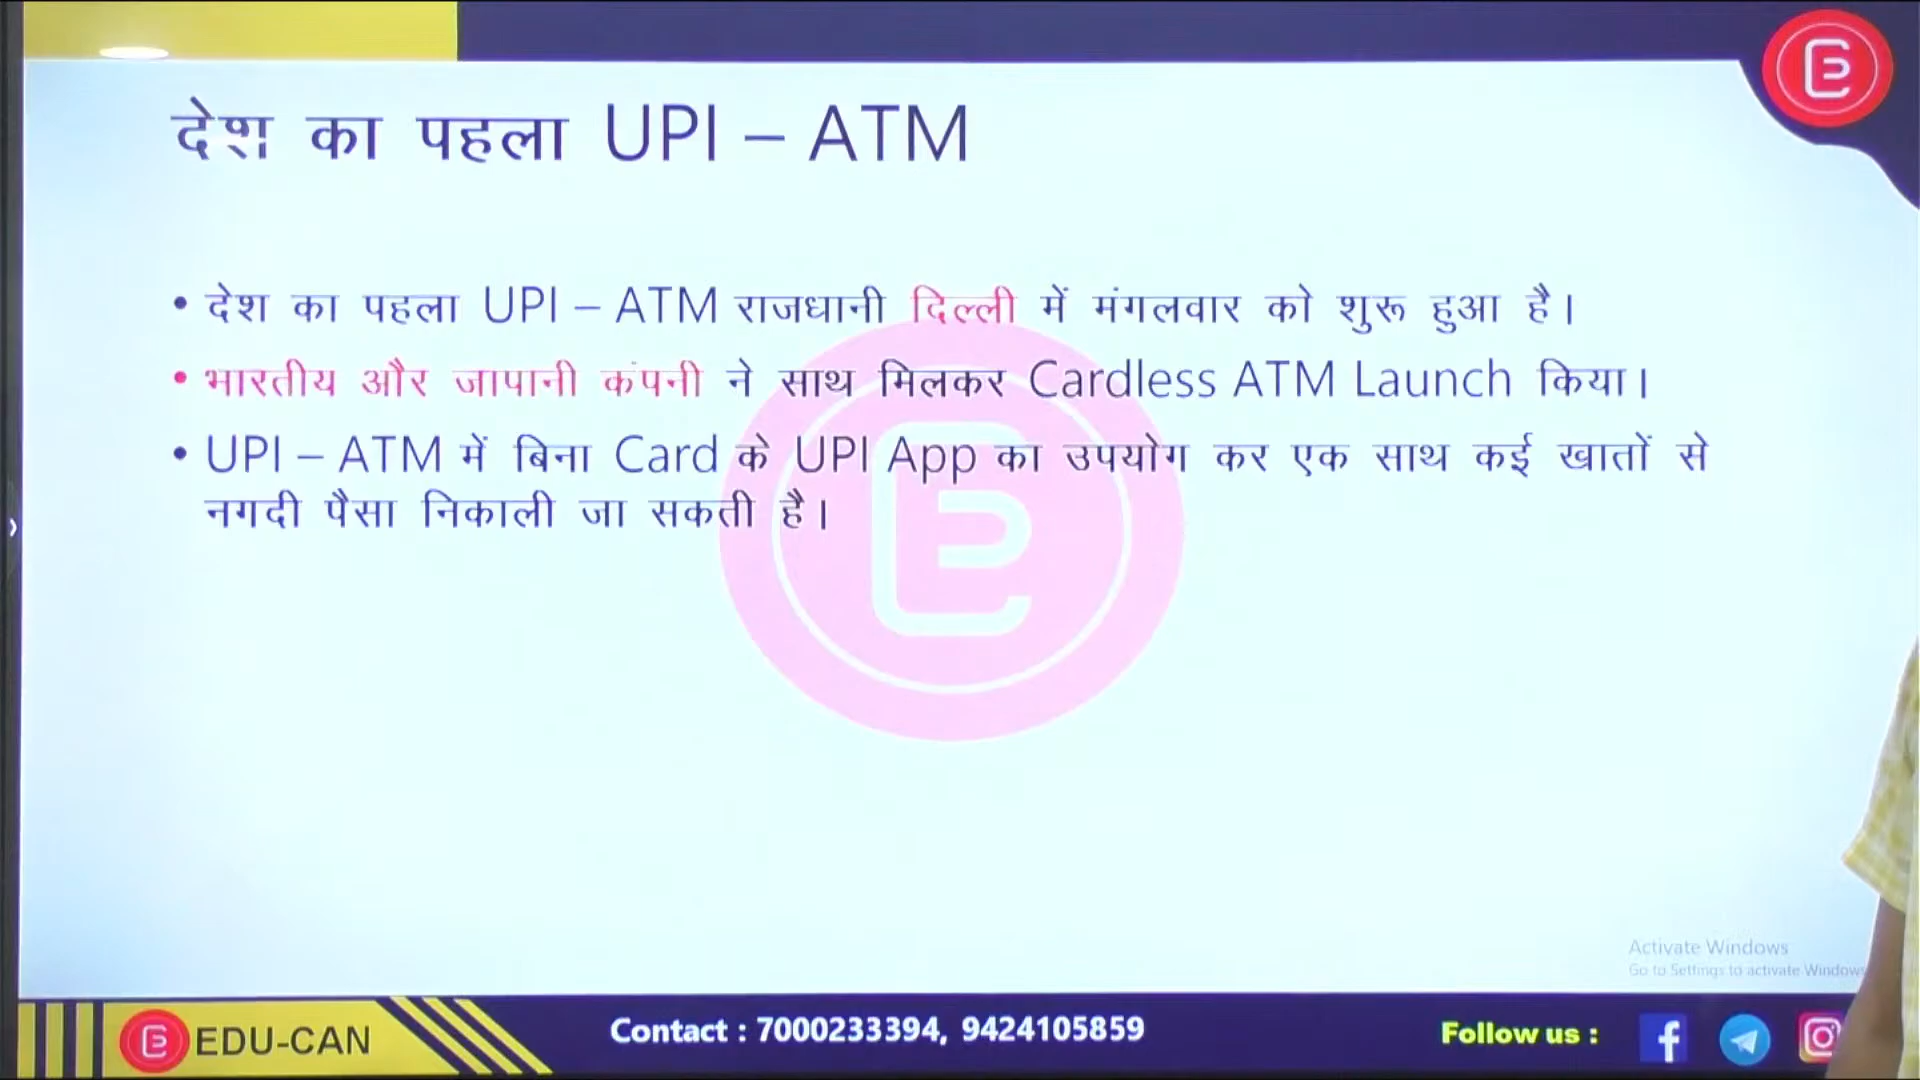 देश का पहला UPI – ATM
• देश का पहला UPI – ATM राजधानी दिल्ली में मंगलवार को शुरू हुआ है।
• भारतीय और जापानी कंपनी ने साथ मिलकर Cardless ATM Launch किया।
• UPI – ATM में बिना Card के UPI App का उपयोग कर एक साथ कई खातों से
नगदी पैसा निकाली जा सकती है।
Activate Windows
Go to Settings to activate Windows
EDU-CAN
Contact : 7000233394, 9424105859
Follow us :